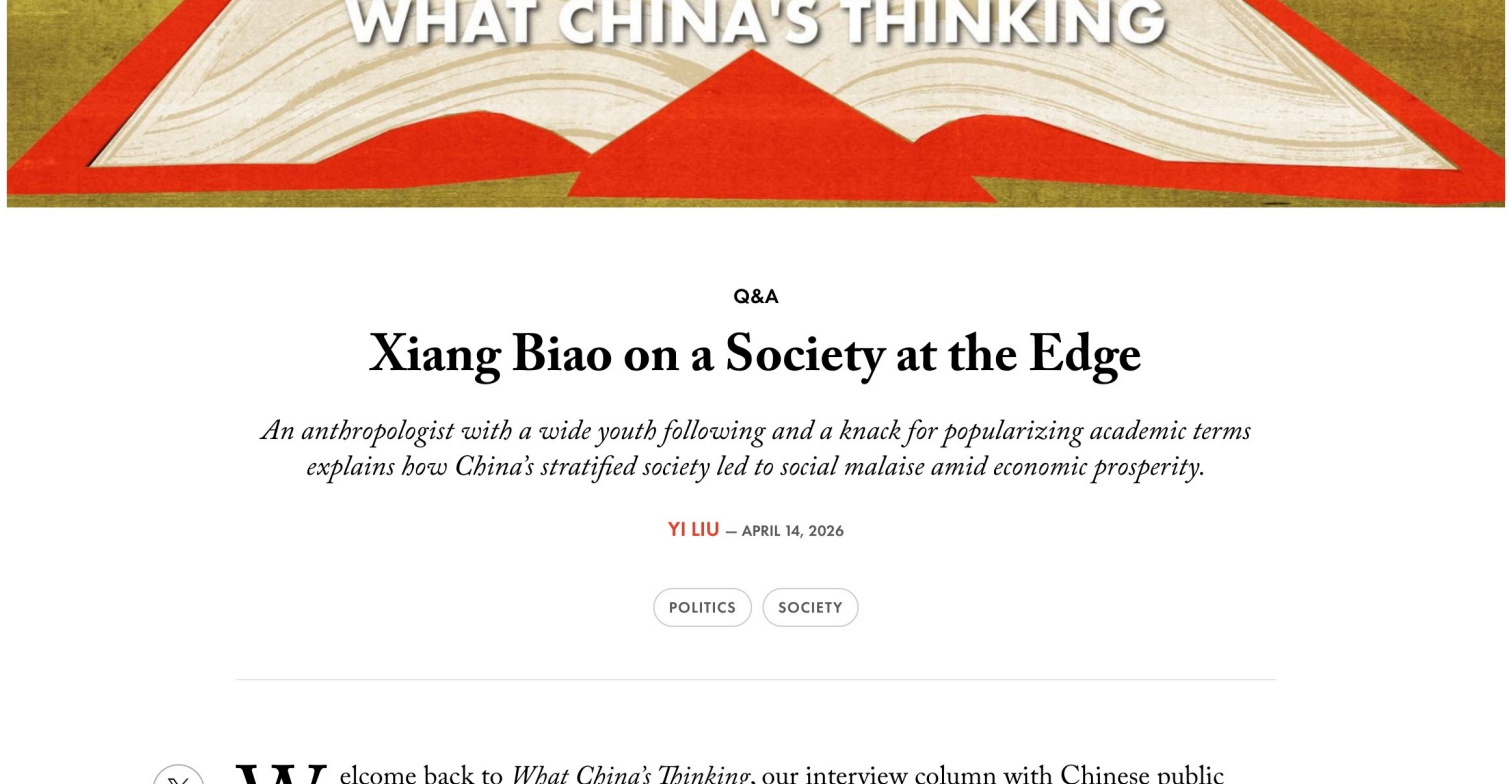 WHAT CHINA'S THINKING
Q&A
Xiang Biao on a Society at the Edge
An anthropologist with a wide youth following and a knack for popularizing academic terms
explains how China’s stratified society led to social malaise amid economic prosperity.
YI LIU — APRIL 14, 2026
POLITICS SOCIETY
Welcome back to What China’s Thinking, our interview column with Chinese public